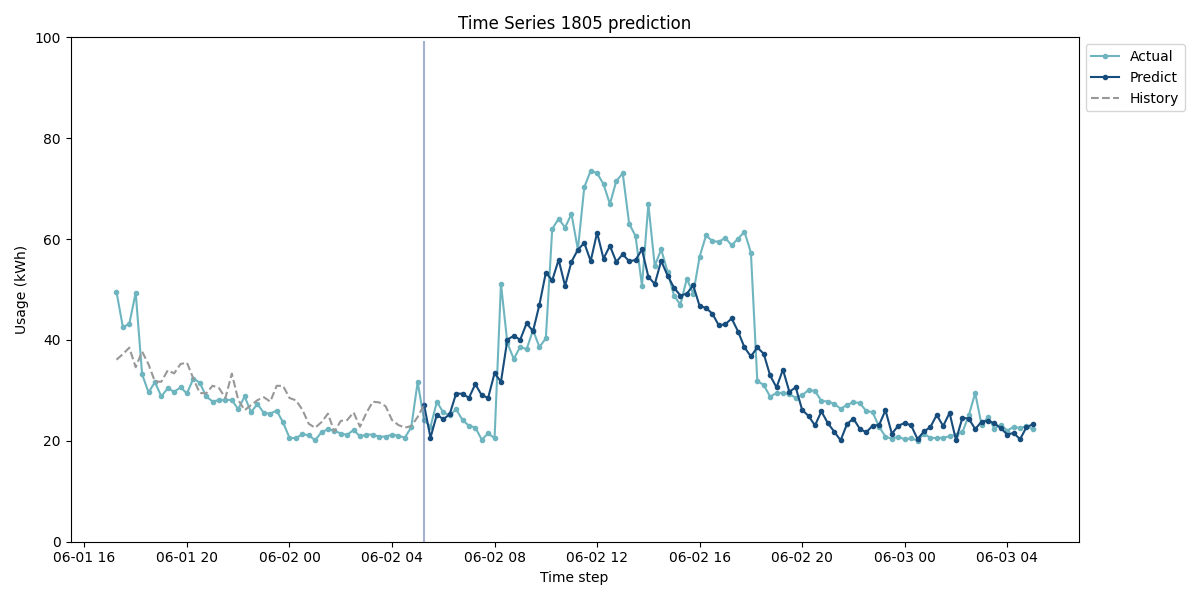 Time Series 1805 prediction
100
80
60
40
20
0
Usage (kWh)
06-01 16
06-01 20
06-02 00
06-02 04
06-02 08
06-02 12
06-02 16
06-02 20
06-03 00
06-03 04
Time step
Actual
Predict
History